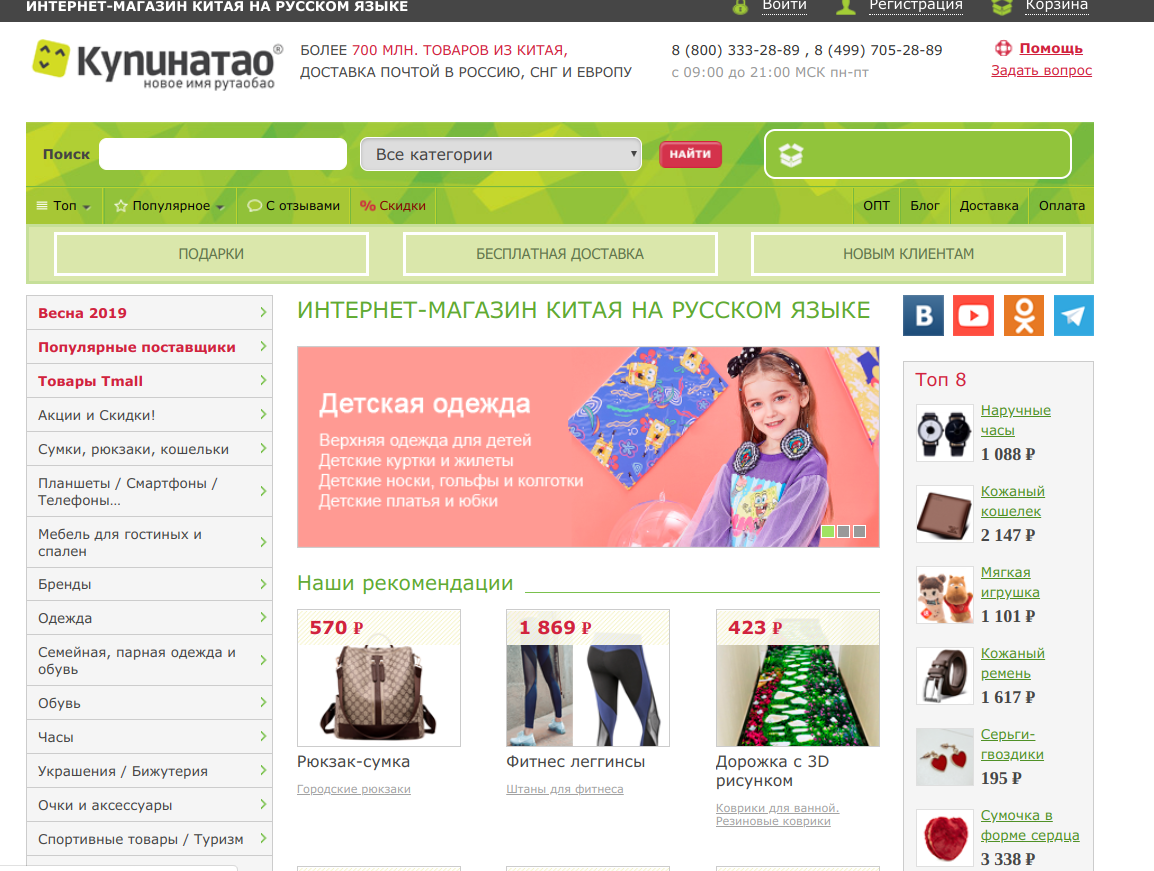 ИНТЕРНЕТ-МАГАЗИН КИТАЯ НА РУССКОМ ЯЗЫКЕ
Войти
Регистрация
Корзина
Купинатао®
новое имя рутаобао
БОЛЕЕ 700 МЛН. ТОВАРОВ ИЗ КИТАЯ,
ДОСТАВКА ПОЧТОЙ В РОССИЮ, СНГ И ЕВРОПУ
8 (800) 333-28-89 , 8 (499) 705-28-89
с 09:00 до 21:00 МСК пн-пт
Помощь
Задать вопрос
Поиск
Все категории
НАЙТИ
Топ
Популярное
С отзывами
% Скидки
ОПТ
Блог
Доставка
Оплата
ПОДАРКИ
БЕСПЛАТНАЯ ДОСТАВКА
НОВЫМ КЛИЕНТАМ
Весна 2019
Популярные поставщики
Товары Tmall
Акции и Скидки!
Сумки, рюкзаки, кошельки
Планшеты / Смартфоны /
Телефоны...
Мебель для гостиных и
спален
Бренды
Одежда
Семейная, парная одежда и
обувь
Обувь
Часы
Украшения / Бижутерия
Очки и аксессуары
Спортивные товары / Туризм
ИНТЕРНЕТ-МАГАЗИН КИТАЯ НА РУССКОМ ЯЗЫКЕ
Детская одежда
Верхняя одежда для детей
Детские куртки и жилеты
Детские носки, гольфы и колготки
Детские платья и юбки
Наши рекомендации
570 ₽
Рюкзак-сумка
Городские рюкзаки
1 869 ₽
Фитнес леггинсы
Штаны для фитнеса
423 ₽
Дорожка с 3D
рисунком
Коврики для ванной.
Резиновые коврики
В
Топ 8
Наручные
часы
1 088 ₽
Кожаный
кошелек
2 147 ₽
Мягкая
игрушка
1 101 ₽
Кожаный
ремень
1 617 ₽
Серьги-
гвоздики
195 ₽
Сумочка в
форме сердца
3 338 ₽